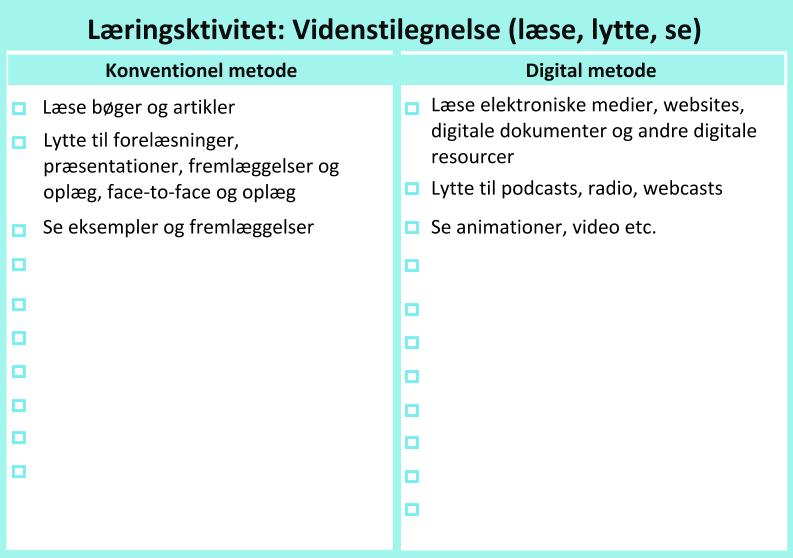 Læringsktivitet: Videnstilegnelse (læse, lytte, se)
Konventionel metode
Læse bøger og artikler
Lytte til forelæsninger,
præsentationer, fremlæggelser og
oplæg, face-to-face og oplæg
Se eksempler og fremlæggelser
Digital metode
Læse elektroniske medier, websites,
digitale dokumenter og andre digitale
resourcer
Lytte til podcasts, radio, webcasts
Se animationer, video etc.